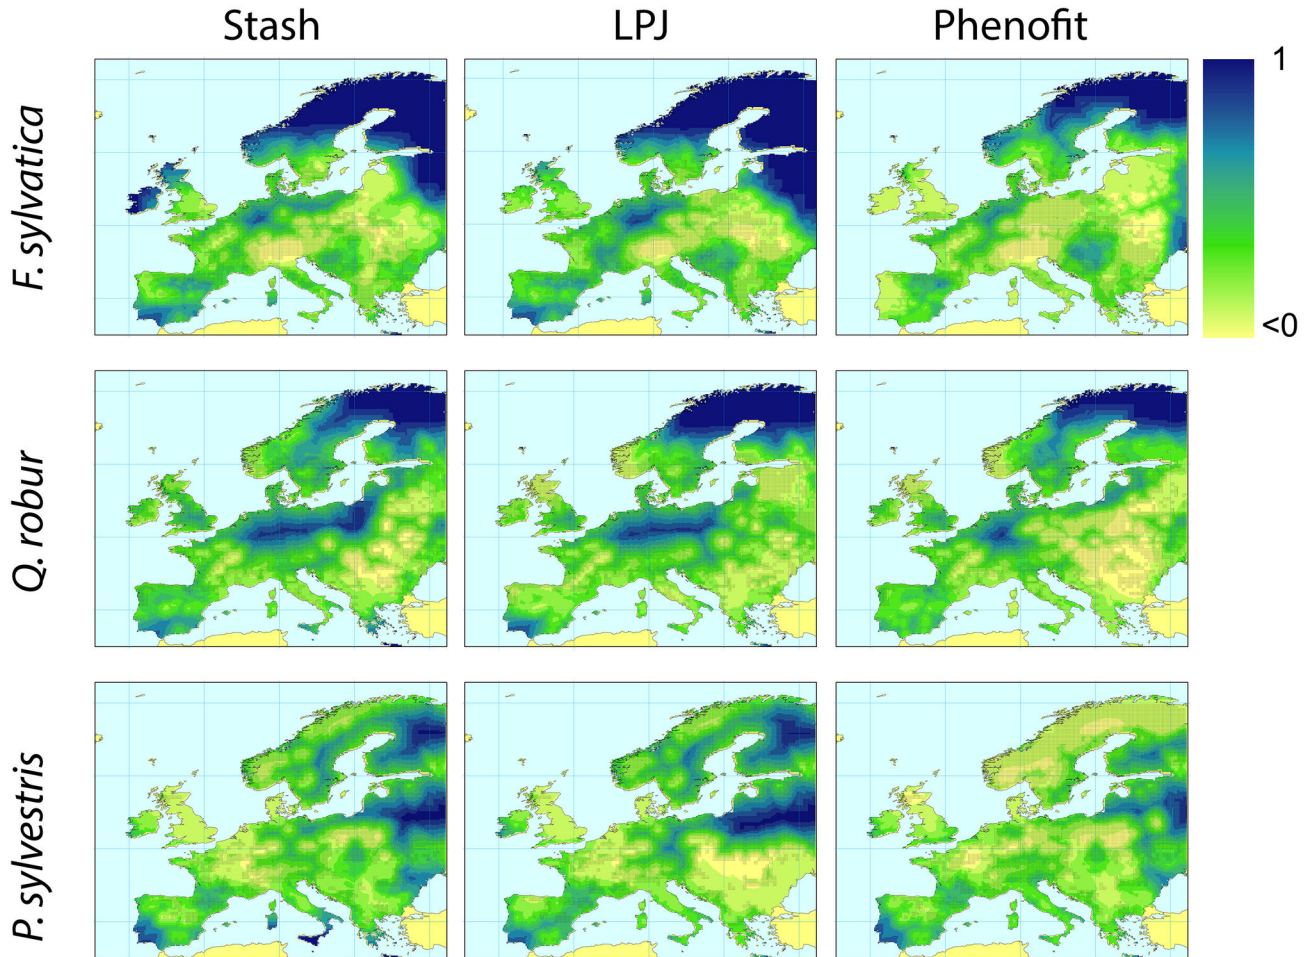 Stash LPJ Phenofit
1
<0
F. sylvatica
Q. robur
P. sylvestris